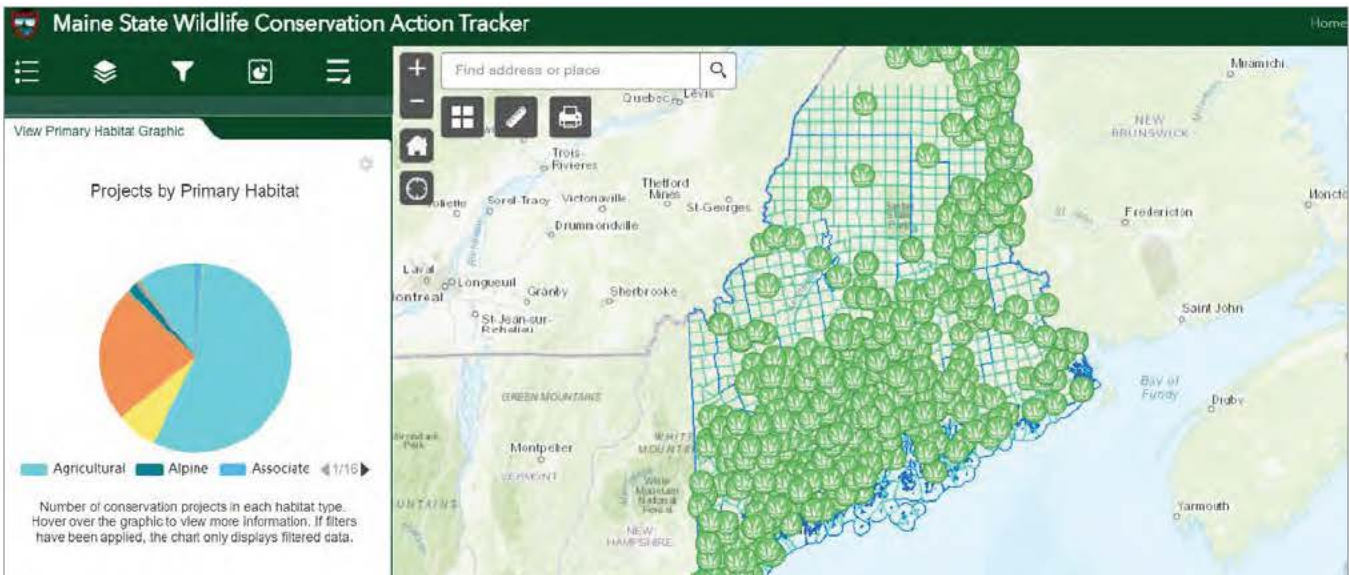 Maine State Wildlife Conservation Action Tracker
Home
View Primary Habitat Graphic
Projects by Primary Habitat
Agricultural
Alpine
Associate
1/16
Number of conservation projects in each habitat type.
Hover over the graphic to view more information. If filters
have been applied, the chart only displays filtered data.
+
Find address or place
−
Quebec
Levis
Miramichi
NEW
BRUNSWICK
Trois-
Rivieres
Thetford
Mines
Sorel-Tracy
Victoriaville
St-Georges
Drummondville
Fredericton
Laval
Longueuil
Granby
Sherbrooke
St-Jean-sur-
Richelieu
Saint John
Bay of
Fundy
Digby
GREEN MOUNTAINS
Montpelier
VERMONT
White
Mountain
National
Forest
NEW
HAMPSHIRE
Yarmouth